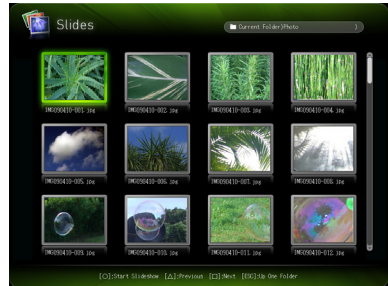 Slides
Current Folder)Photo
IMG090410-001.jpg
IMG090410-002.jpg
IMG090410-003.jpg
IMG090410-004.jpg
IMG090410-005.jpg
IMG090410-006.jpg
IMG090410-007.jpg
IMG090410-008.jpg
IMG090410-009.jpg
IMG090410-010.jpg
IMG090410-011.jpg
IMG090410-012.jpg
[○]:Start Slideshow [△]:Previous [□]:Next [ESC]:Up One Folder